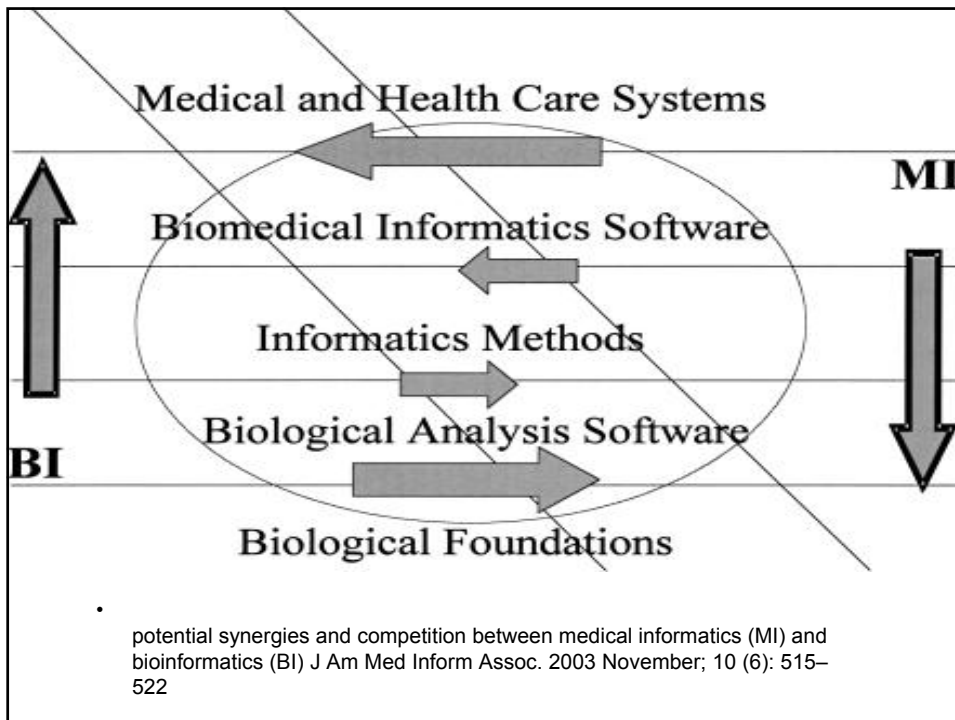 Medical and Health Care Systems
MI
Biomedical Informatics Software
Informatics Methods
Biological Analysis Software
BI
Biological Foundations
•
potential synergies and competition between medical informatics (MI) and
bioinformatics (BI) J Am Med Inform Assoc. 2003 November; 10 (6): 515–
522